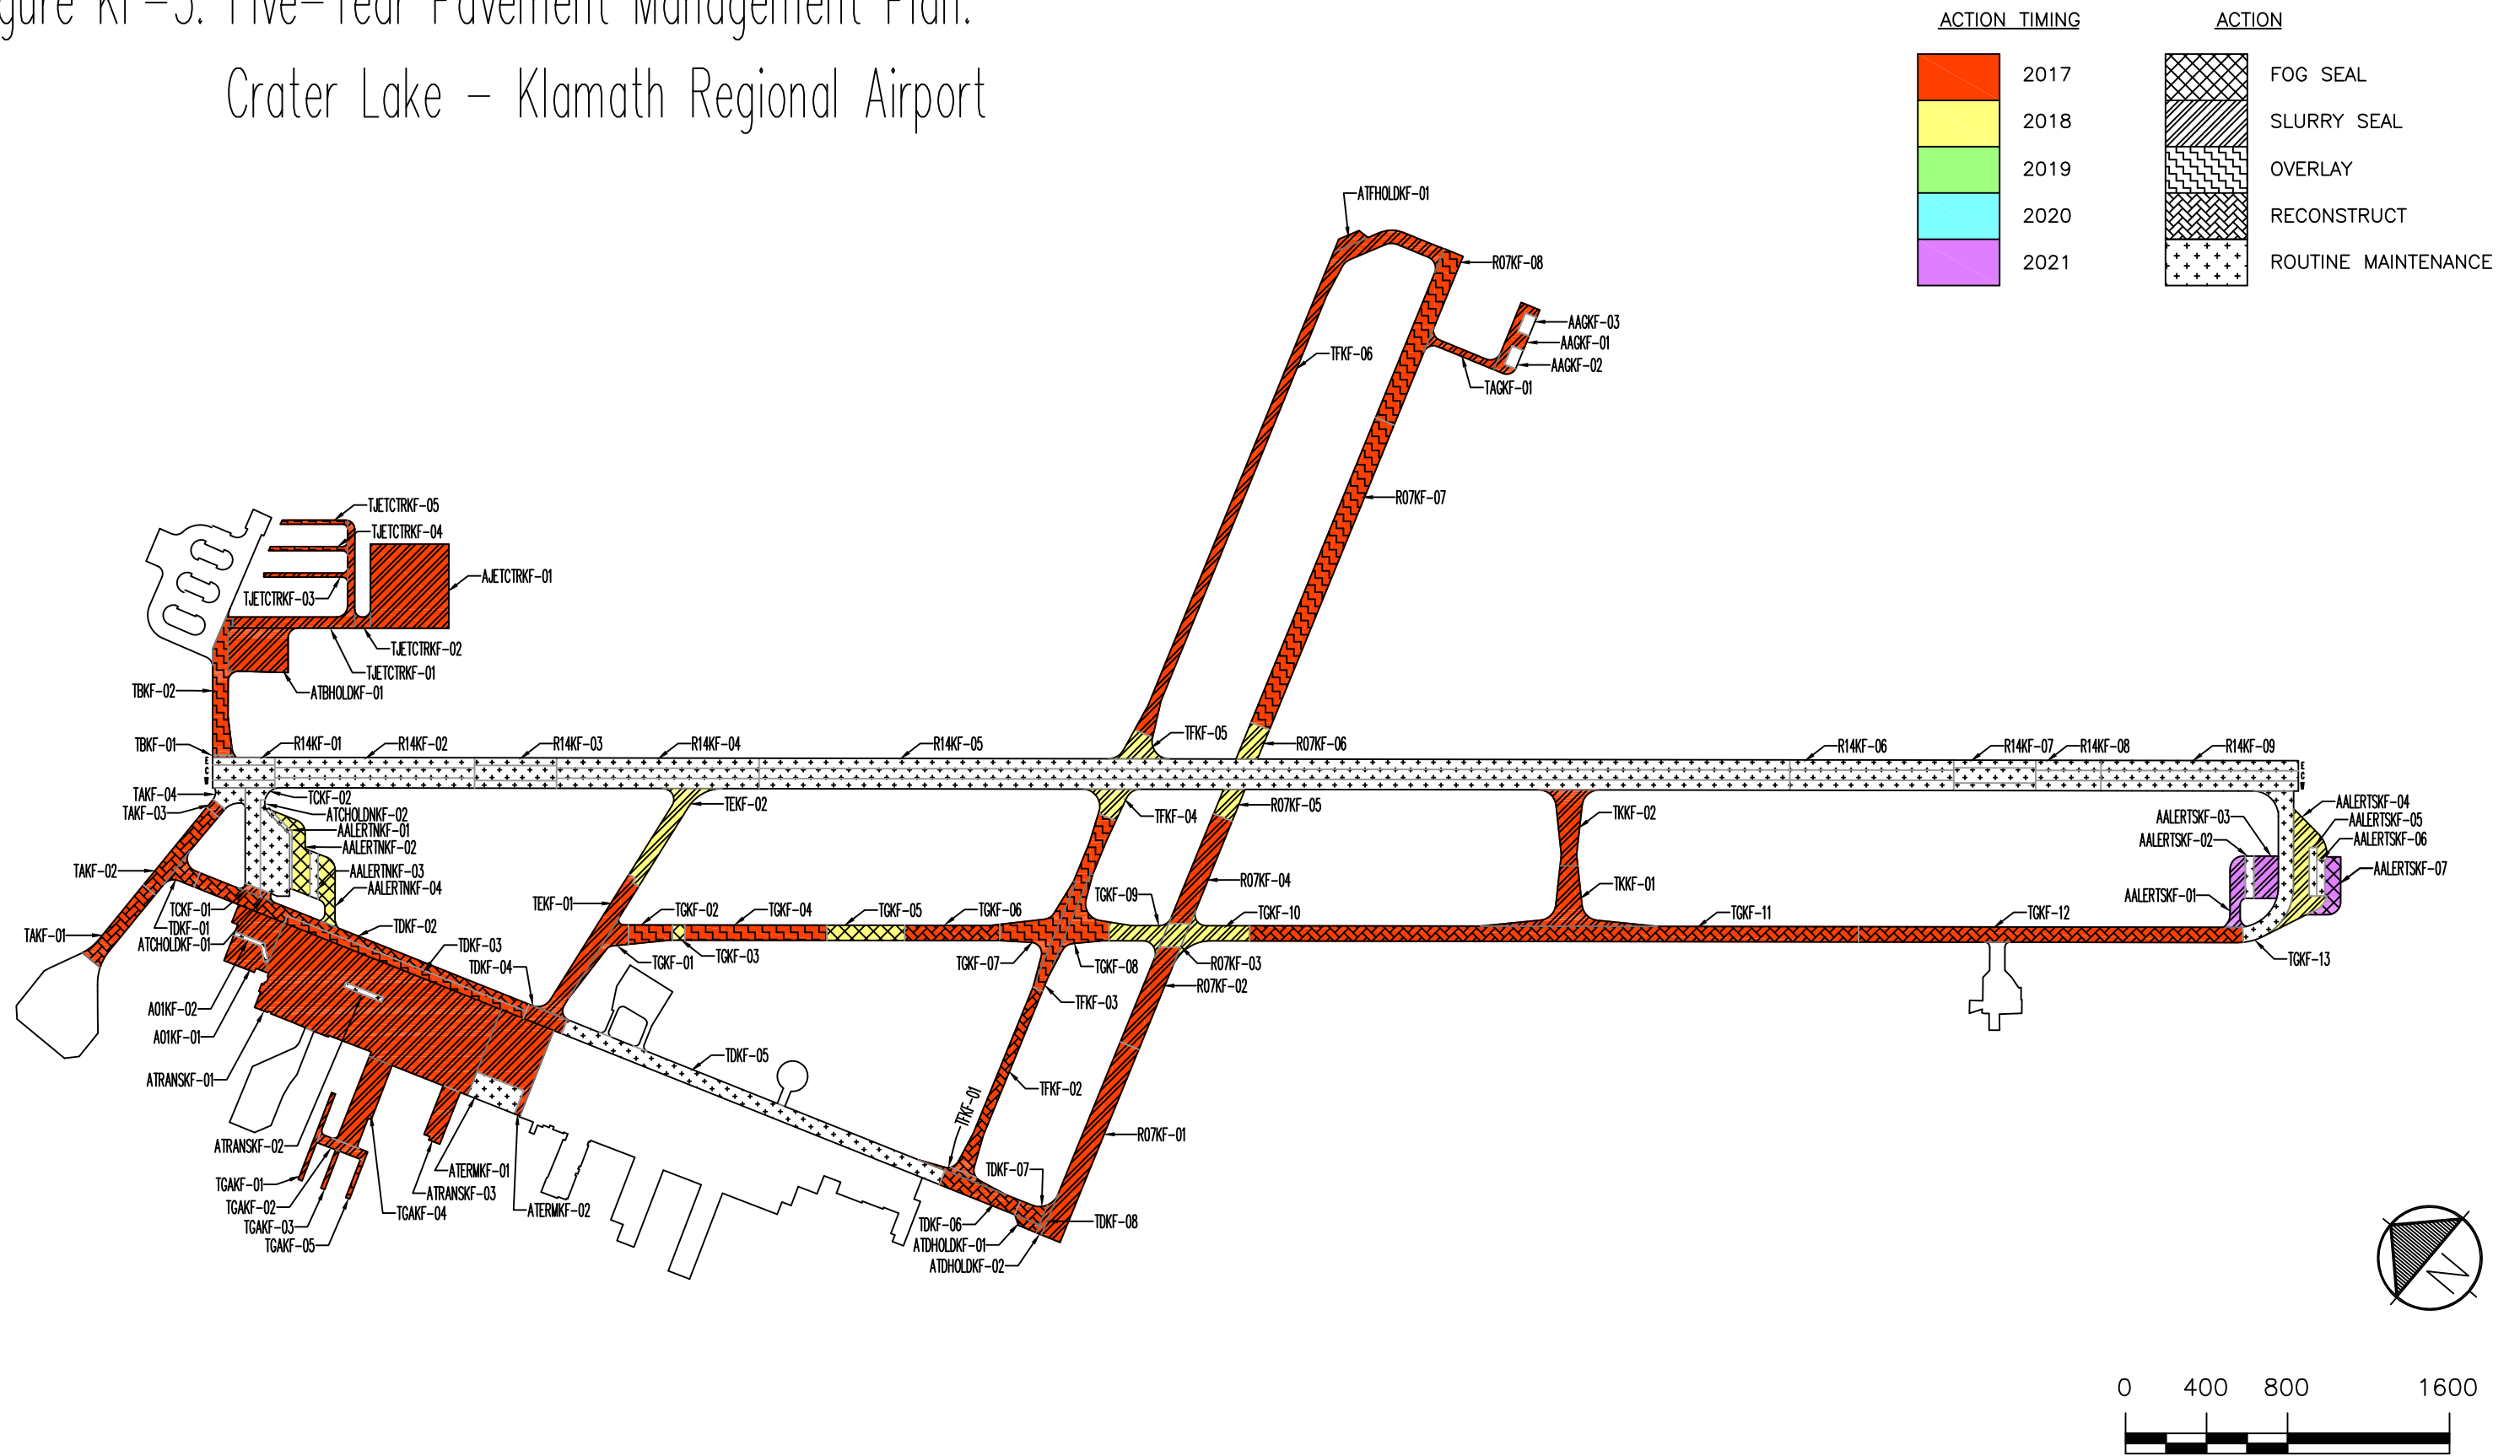 gure KF-5. Five-Year Pavement Management Plan.
Crater Lake - Klamath Regional Airport
ACTION TIMING
2017
2018
2019
2020
2021
ACTION
FOG SEAL
SLURRY SEAL
OVERLAY
RECONSTRUCT
ROUTINE MAINTENANCE
ATFHOLDKF-01
R07KF-08
AAGKF-03
AAGKF-01
AAGKF-02
TAGKF-01
TFKF-06
R07KF-07
TJETCTRKF-05
TJETCTRKF-04
AJETCTRKF-01
TJETCTRKF-03
TJETCTRKF-02
TJETCTRKF-01
ATBHOLDKF-01
TBKF-02
TBKF-01
R14KF-01
R14KF-02
R14KF-03
R14KF-04
R14KF-05
TFKF-05
R07KF-06
R14KF-06
R14KF-07
R14KF-08
R14KF-09
E
C
W
E
C
W
TAKF-04
TAKF-03
TCKF-02
ATCHOLDNKF-02
AALERTNKF-01
AALERTNKF-02
AALERTNKF-03
AALERTNKF-04
TEKF-02
TFKF-04
R07KF-05
TKKF-02
AALERTSKF-04
AALERTSKF-03
AALERTSKF-05
AALERTSKF-02
AALERTSKF-06
AALERTSKF-07
AALERTSKF-01
TAKF-02
TCKF-01
TDKF-01
ATCHOLDKF-01
TAKF-01
TDKF-02
TDKF-03
TDKF-04
TEKF-01
TGKF-02
TGKF-04
TGKF-05
TGKF-06
TGKF-09
R07KF-04
TGKF-10
TKKF-01
TGKF-11
TGKF-12
TGKF-13
TGKF-01
TGKF-03
TGKF-07
TGKF-08
R07KF-03
R07KF-02
TFKF-03
A01KF-02
A01KF-01
ATRANSKF-01
TDKF-05
TFKF-02
TFKF-01
R07KF-01
ATRANSKF-02
ATERMKF-01
ATRANSKF-03
ATERMKF-02
TGAKF-01
TGAKF-02
TGAKF-03
TGAKF-05
TGAKF-04
TDKF-07
TDKF-06
TDKF-08
ATDHOLDKF-01
ATDHOLDKF-02
N
0 400 800 1600